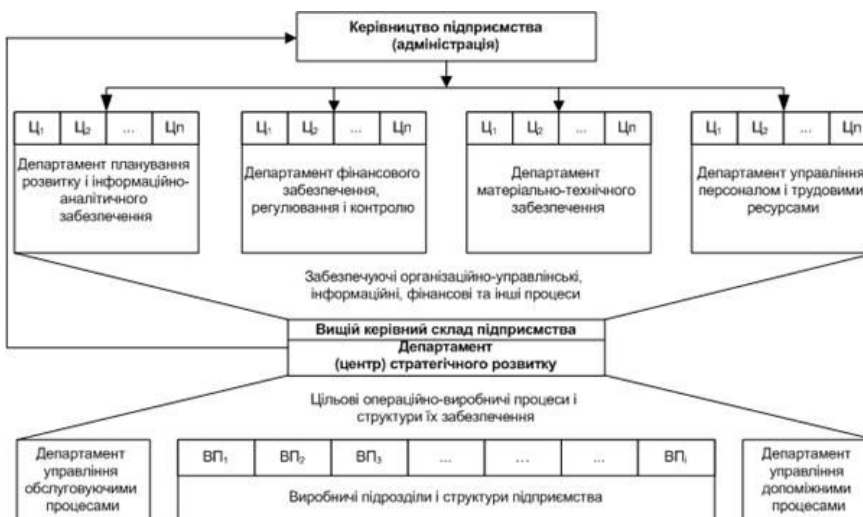 Керівництво підприємства
(адміністрація)
Ц₁ Ц₂ ... Цn
Департамент планування
розвитку і інформаційно-
аналітичного
забезпечення
Ц₁ Ц₂ ... Цn
Департамент фінансового
забезпечення,
регулювання і контролю
Ц₁ Ц₂ ... Цn
Департамент
матеріально-технічного
забезпечення
Ц₁ Ц₂ ... Цn
Департамент управління
персоналом і трудовими
ресурсами
Забезпечуючі організаційно-управлінські,
інформаційні, фінансові та інші процеси
Вищій керівний склад підприємства
Департамент
(центр) стратегічного розвитку
Цільові операційно-виробничі процеси і
структури їх забезпечення
Департамент
управління
обслуговуючими
процесами
ВП₁ ВП₂ ВП₃ ... ... ... ВПᵢ
Виробничі підрозділи і структури підприємства
Департамент
управління
допоміжними
процесами